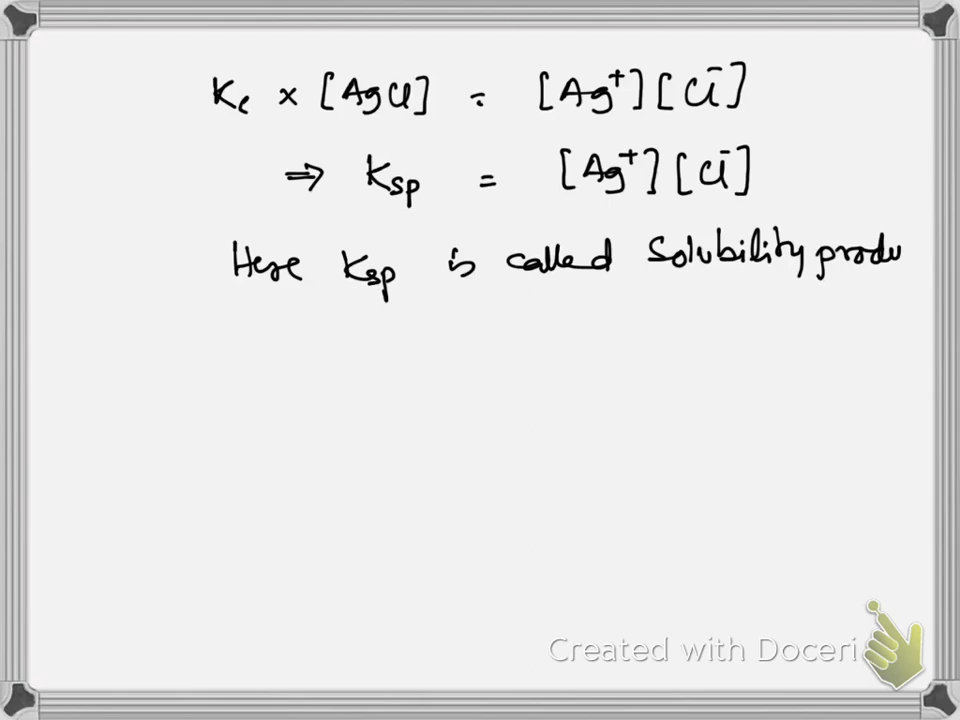 Kc × [AgCl] = [Ag⁺][Cl⁻]
⇒ Ksp = [Ag⁺][Cl⁻]
Here Ksp is called Solubility produ
Created with Doceri